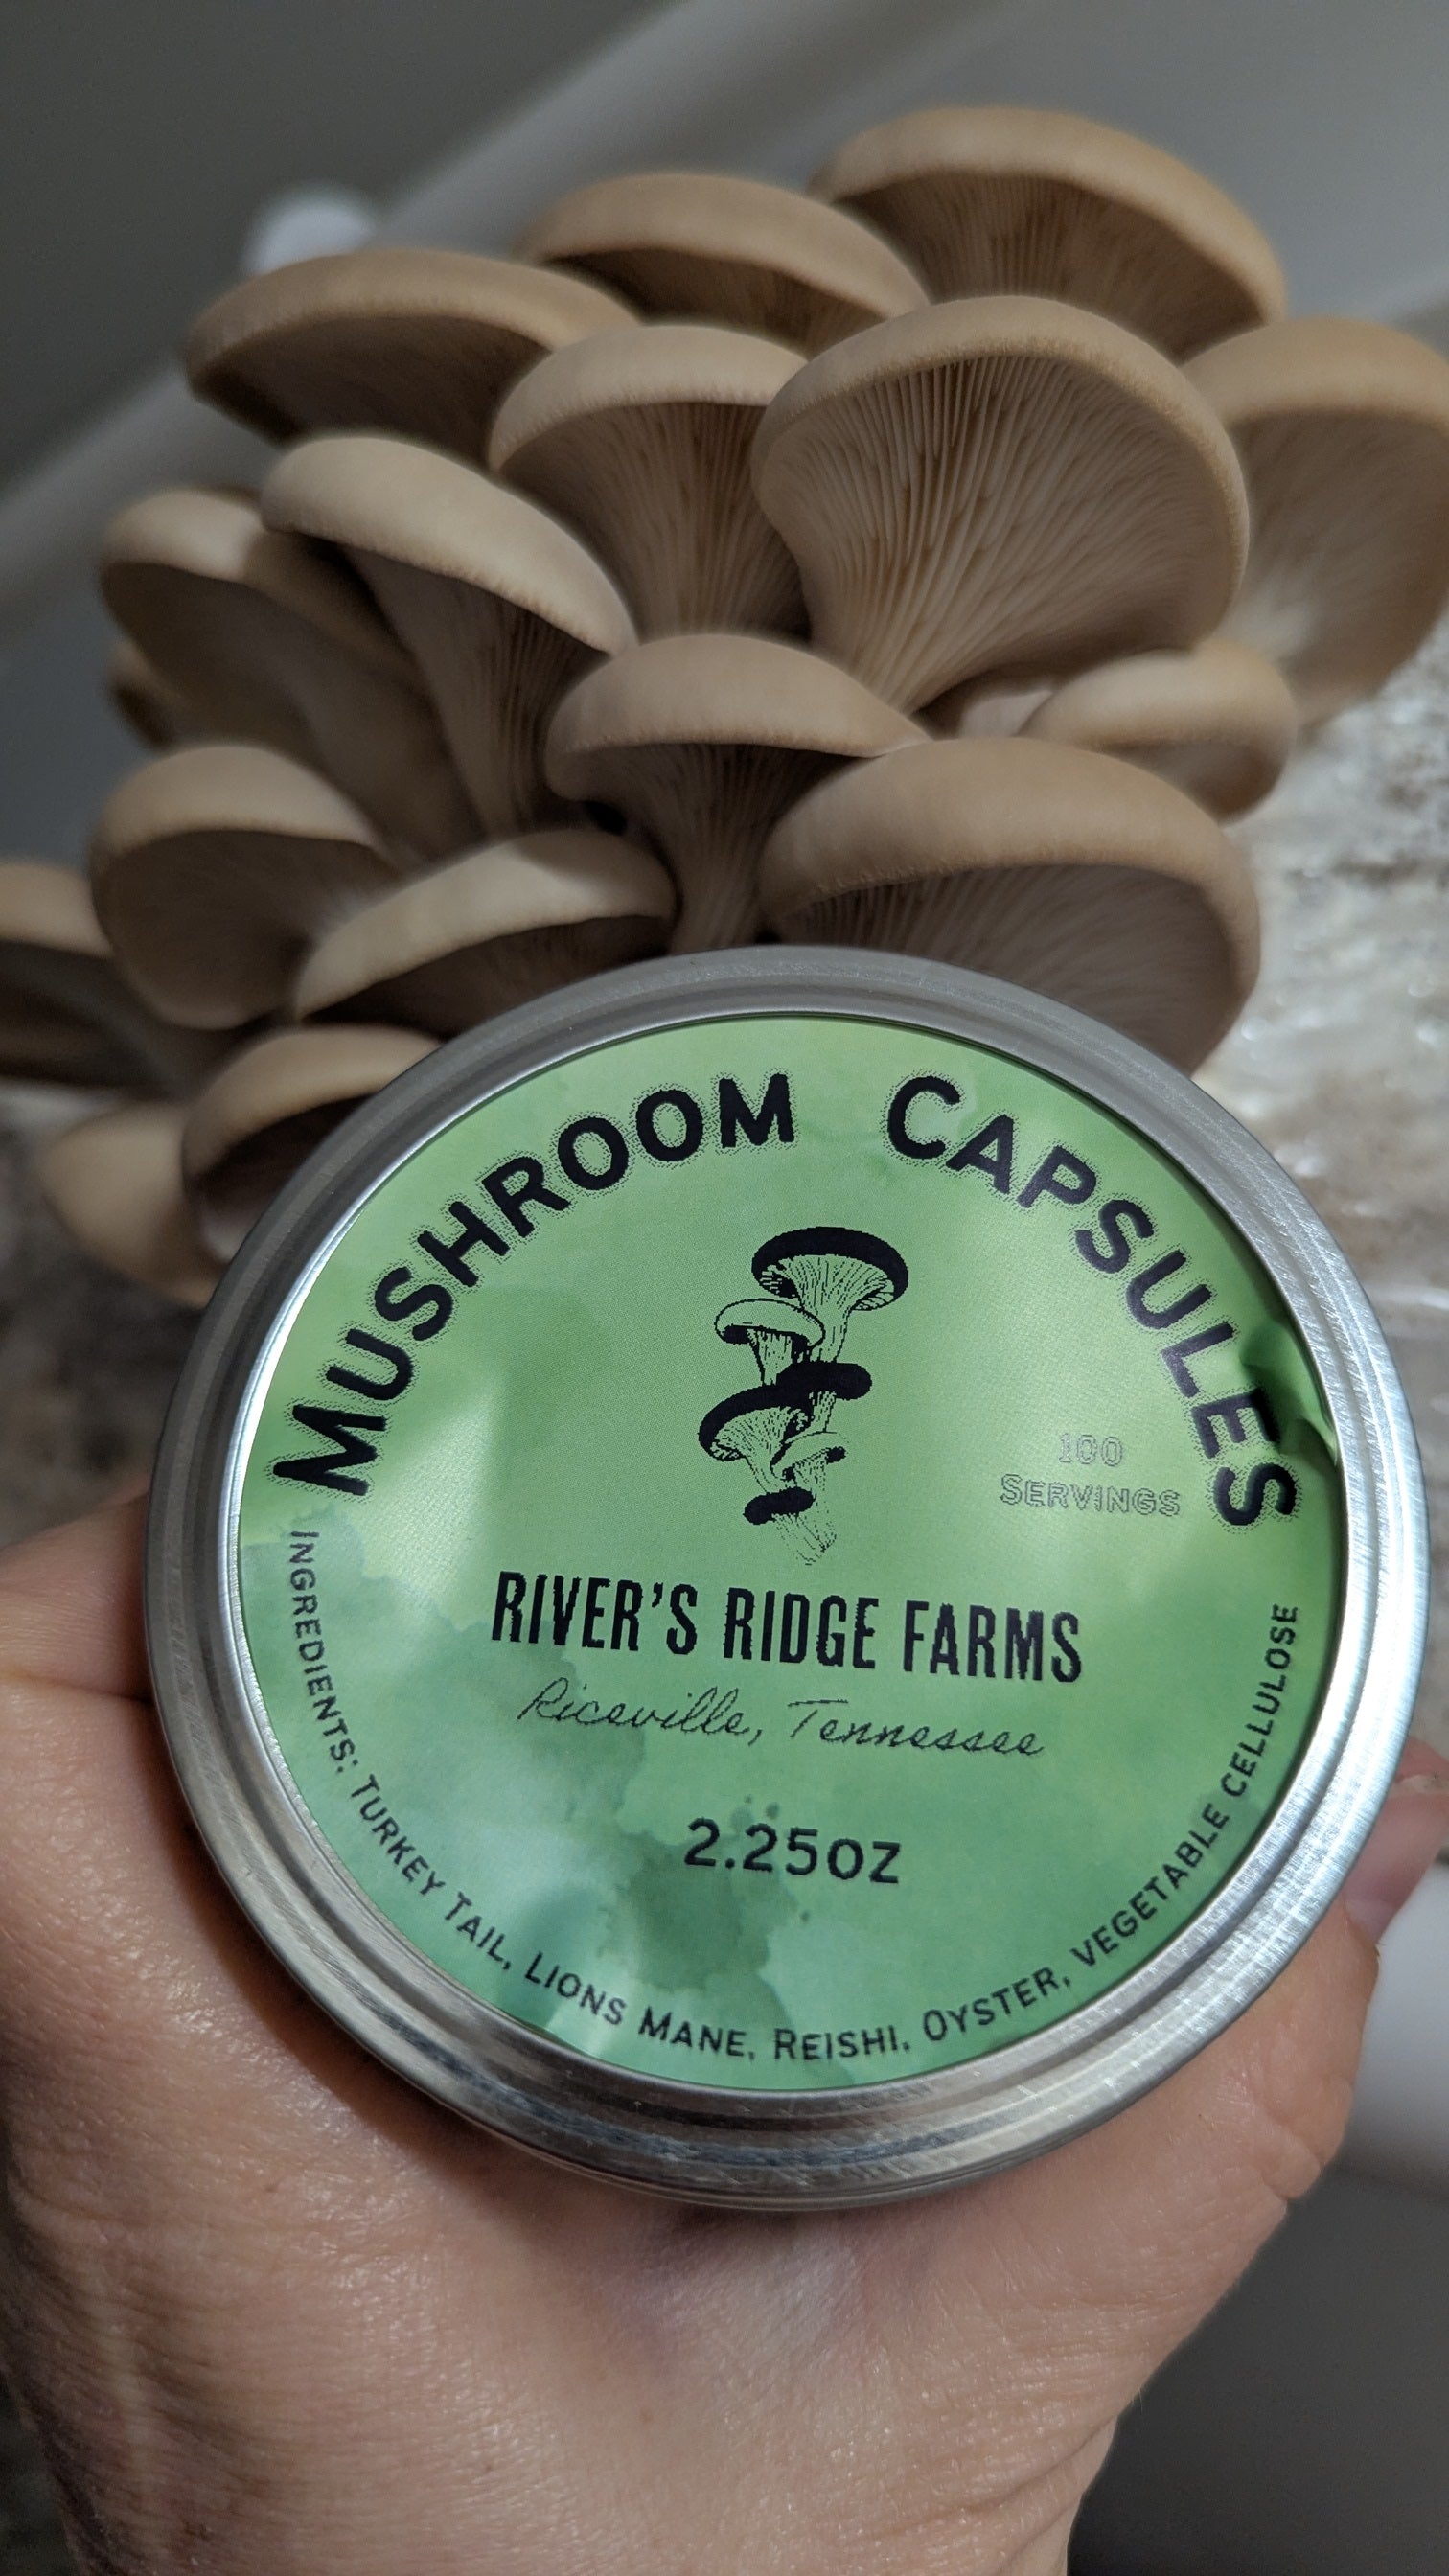 MUSHROOM CAPSULES
100
SERVINGS
RIVER'S RIDGE FARMS
Riceville, Tennessee
2.25OZ
INGREDIENTS: TURKEY TAIL, LIONS MANE, REISHI, OYSTER, VEGETABLE CELLULOSE